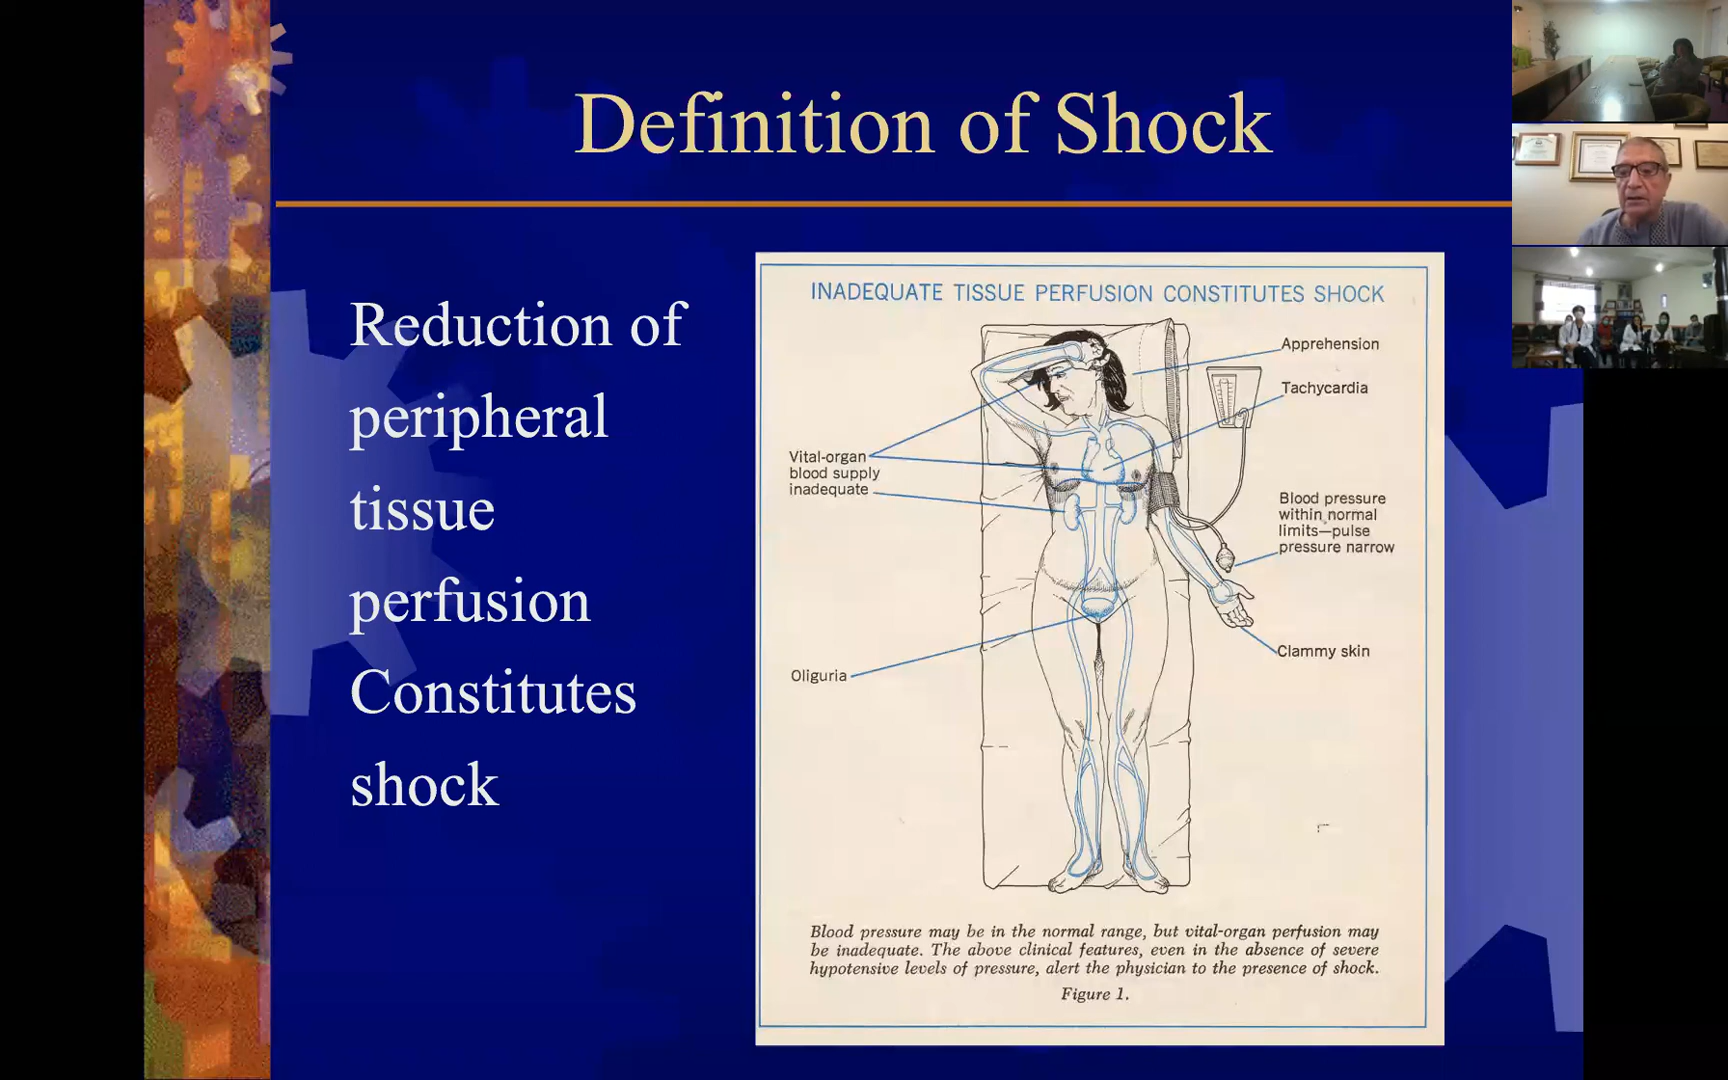 Definition of Shock
Reduction of
peripheral
tissue
perfusion
Constitutes
shock
INADEQUATE TISSUE PERFUSION CONSTITUTES SHOCK
Apprehension
Tachycardia
Vital-organ
blood supply
inadequate
Blood pressure
within normal
limits—pulse
pressure narrow
Clammy skin
Oliguria
Blood pressure may be in the normal range, but vital-organ perfusion may
be inadequate. The above clinical features, even in the absence of severe
hypotensive levels of pressure, alert the physician to the presence of shock.
Figure 1.